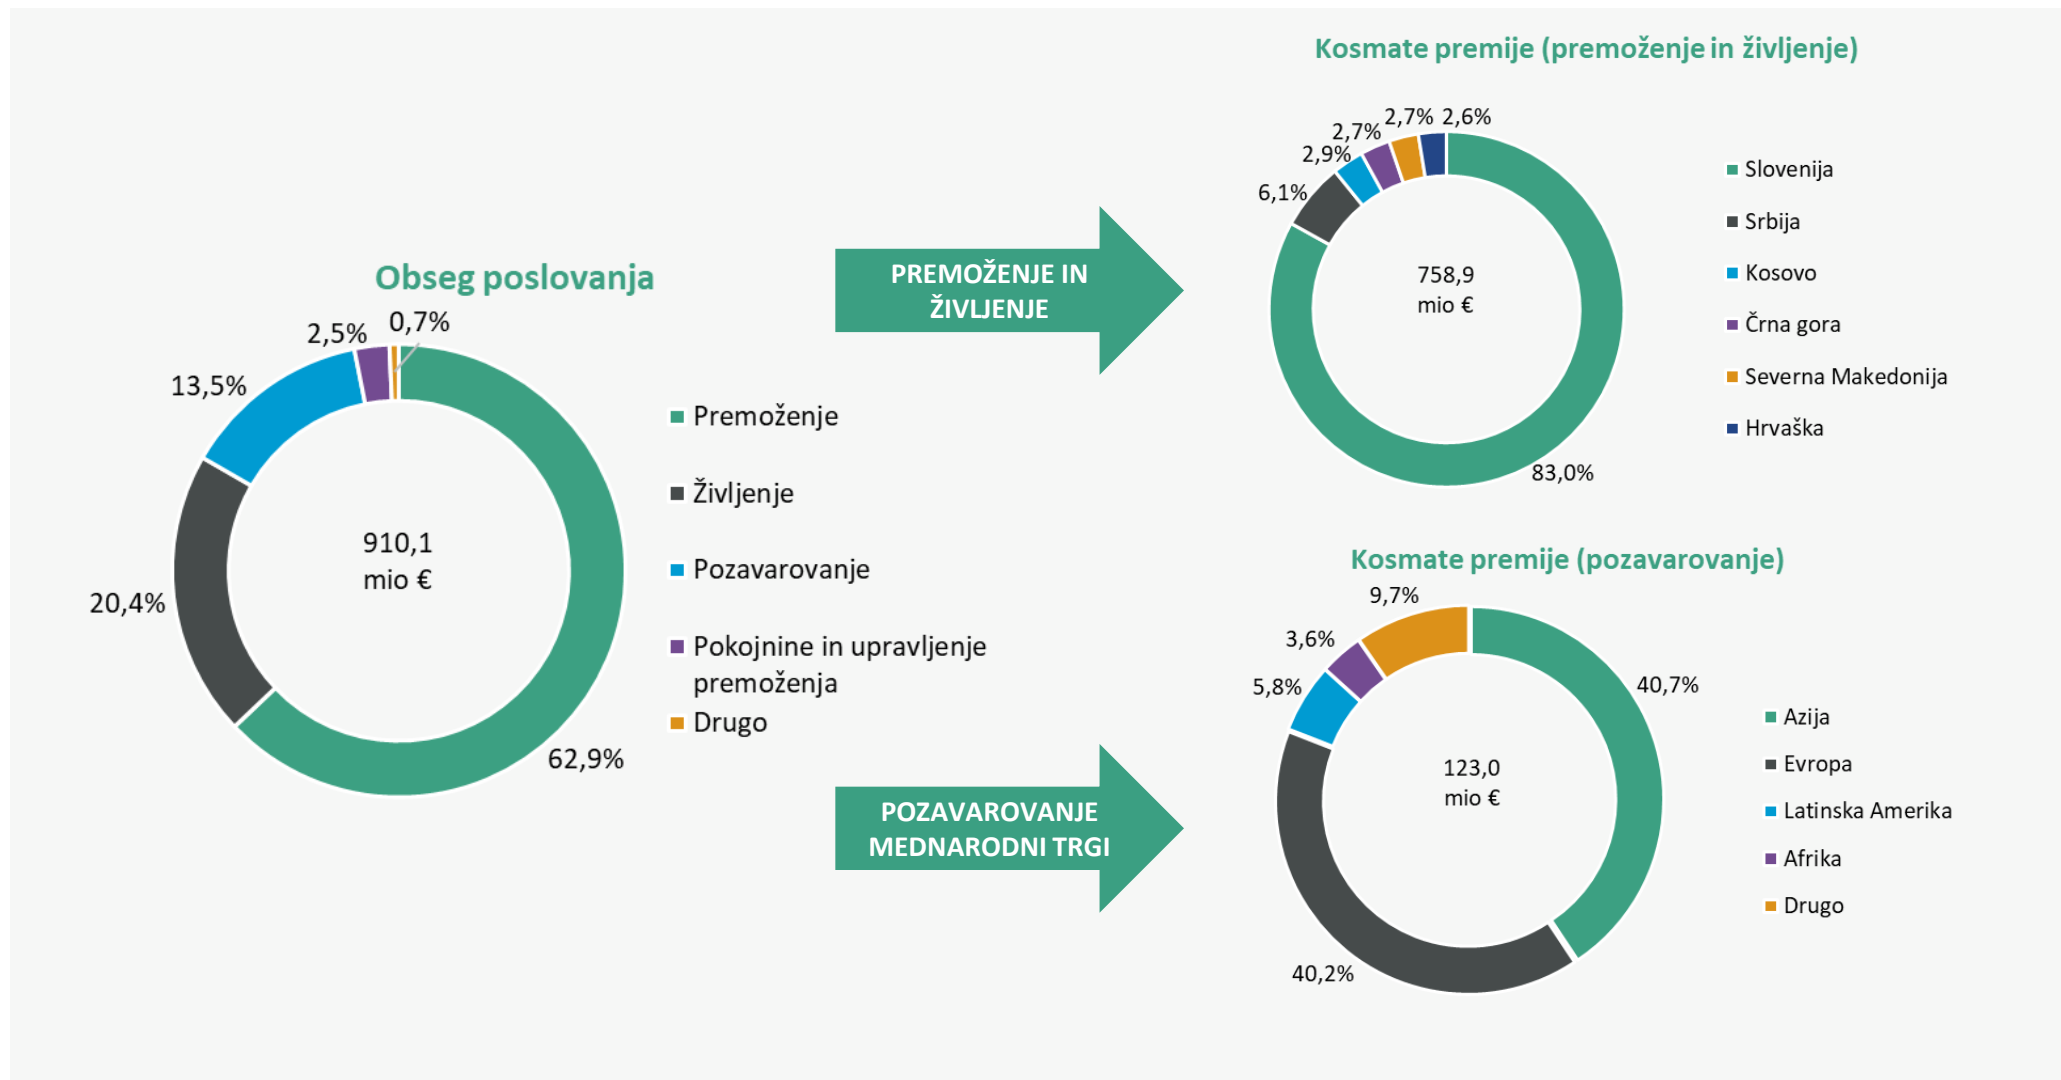 Obseg poslovanja
2,5%
0,7%
13,5%
20,4%
62,9%
910,1
mio €
Premoženje
Življenje
Pozavarovanje
Pokojnine in upravljenje
premoženja
Drugo
PREMOŽENJE IN
ŽIVLJENJE
Kosmate premije (premoženje in življenje)
2,7%
2,6%
2,7%
2,9%
6,1%
83,0%
758,9
mio €
Slovenija
Srbija
Kosovo
Črna gora
Severna Makedonija
Hrvaška
POZAVAROVANJE
MEDNARODNI TRGI
Kosmate premije (pozavarovanje)
9,7%
3,6%
5,8%
40,7%
40,2%
123,0
mio €
Azija
Evropa
Latinska Amerika
Afrika
Drugo